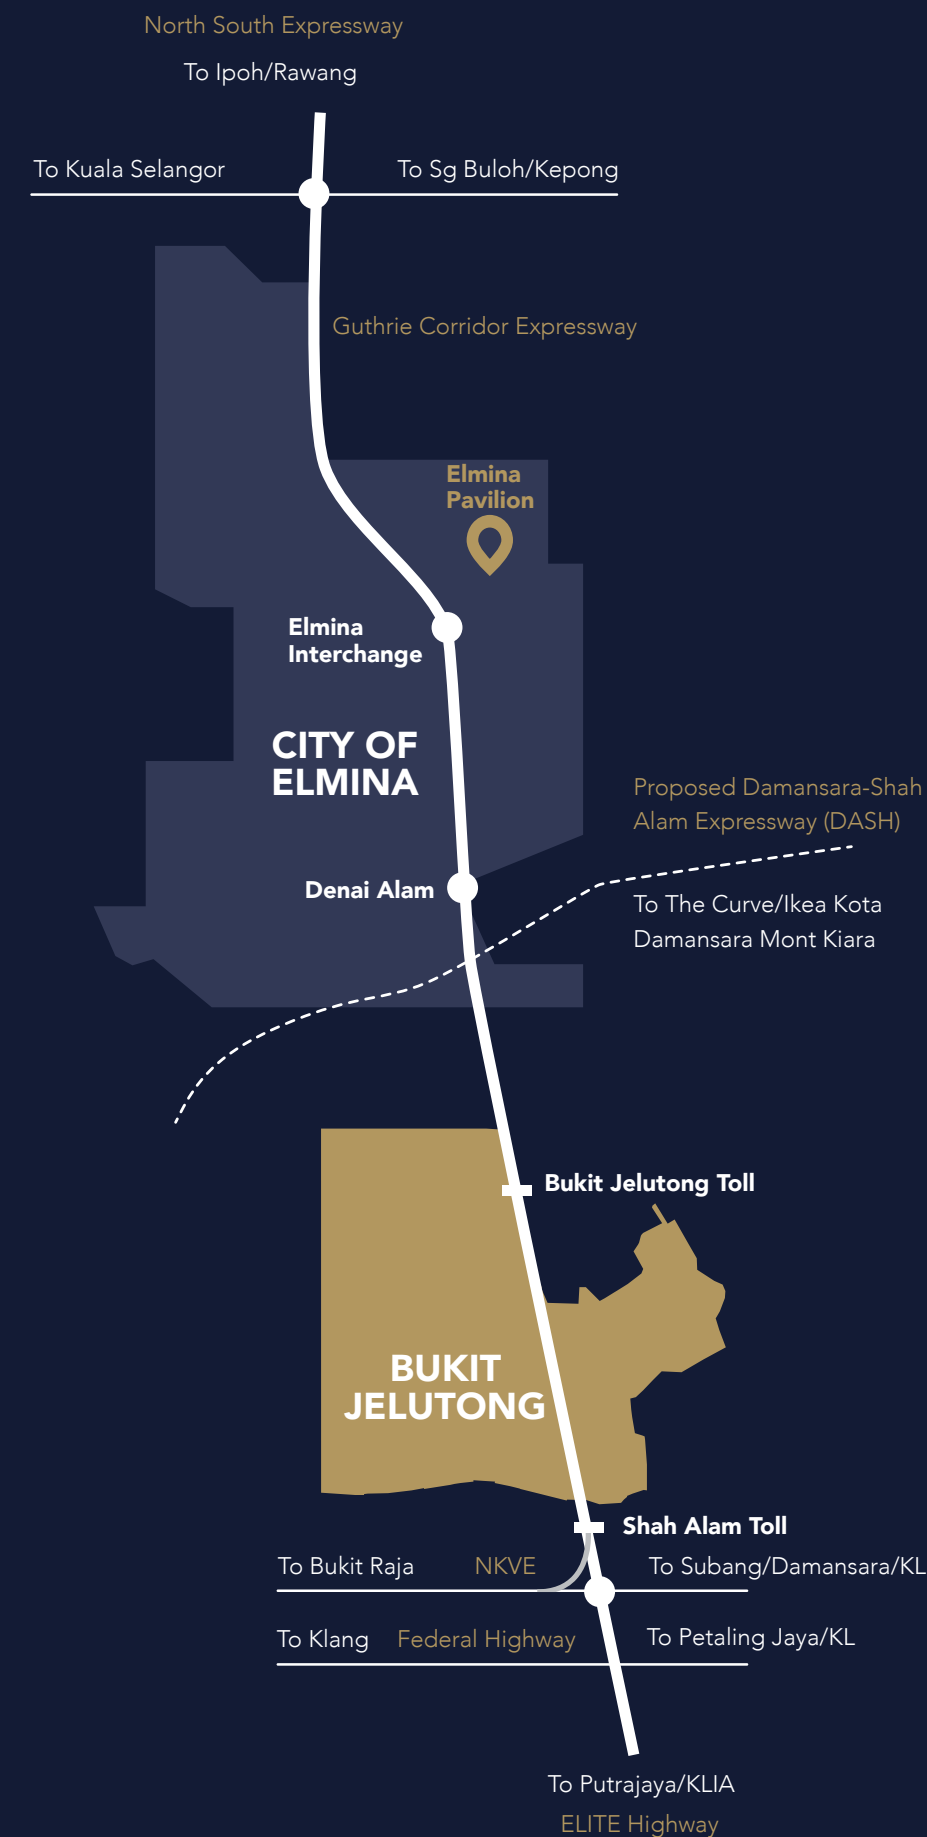 North South Expressway
To Ipoh/Rawang
To Kuala Selangor
To Sg Buloh/Kepong
Guthrie Corridor Expressway
Elmina
Pavilion
Elmina
Interchange
CITY OF
ELMINA
Proposed Damansara-Shah
Alam Expressway (DASH)
Denai Alam
To The Curve/Ikea Kota
Damansara Mont Kiara
Bukit Jelutong Toll
BUKIT
JELUTONG
Shah Alam Toll
To Bukit Raja
NKVE
To Subang/Damansara/KL
To Klang
Federal Highway
To Petaling Jaya/KL
To Putrajaya/KLIA
ELITE Highway